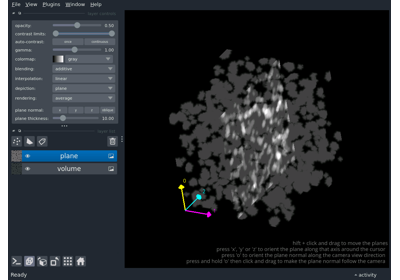 File View Plugins Window Help
opacity: 0.50
contrast limits:
auto-contrast: once continuous
gamma: 1.00
colormap: gray
blending: additive
interpolation: linear
depiction: plane
rendering: average
plane normal: x y z oblique
plane thickness: 10.00
plane
volume
0
shift + click and drag to move the planes
press 'x', 'y' or 'z' to orient the plane along that axis around the cursor
press 'o' to orient the plane normal along the camera view direction
press and hold 'o' then click and drag to make the plane normal follow the camera
Ready
activity